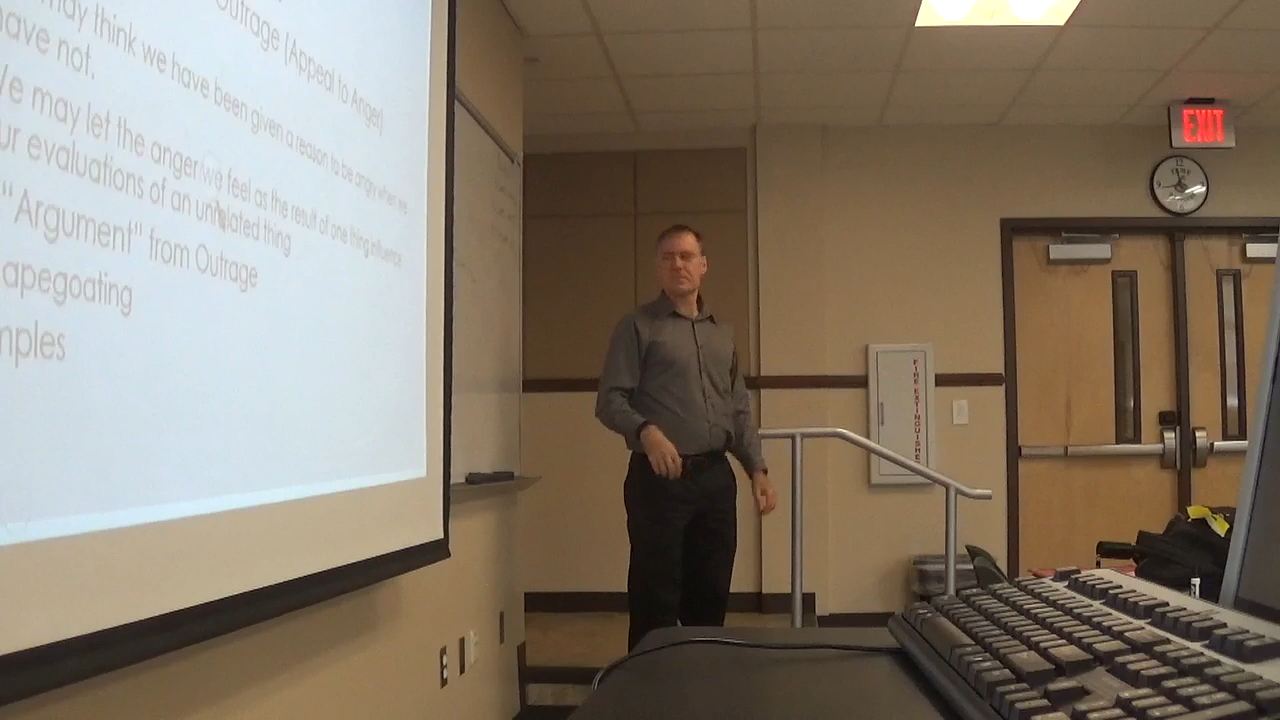 Outrage (Appeal to Anger)
may think we have been given a reason to be angry when we
have not.
We may let the anger we feel as the result of one thing influence
our evaluations of an unrelated thing
"Argument" from Outrage
apegoating
mples
EXIT
12
FIRE EXTINGUISHER